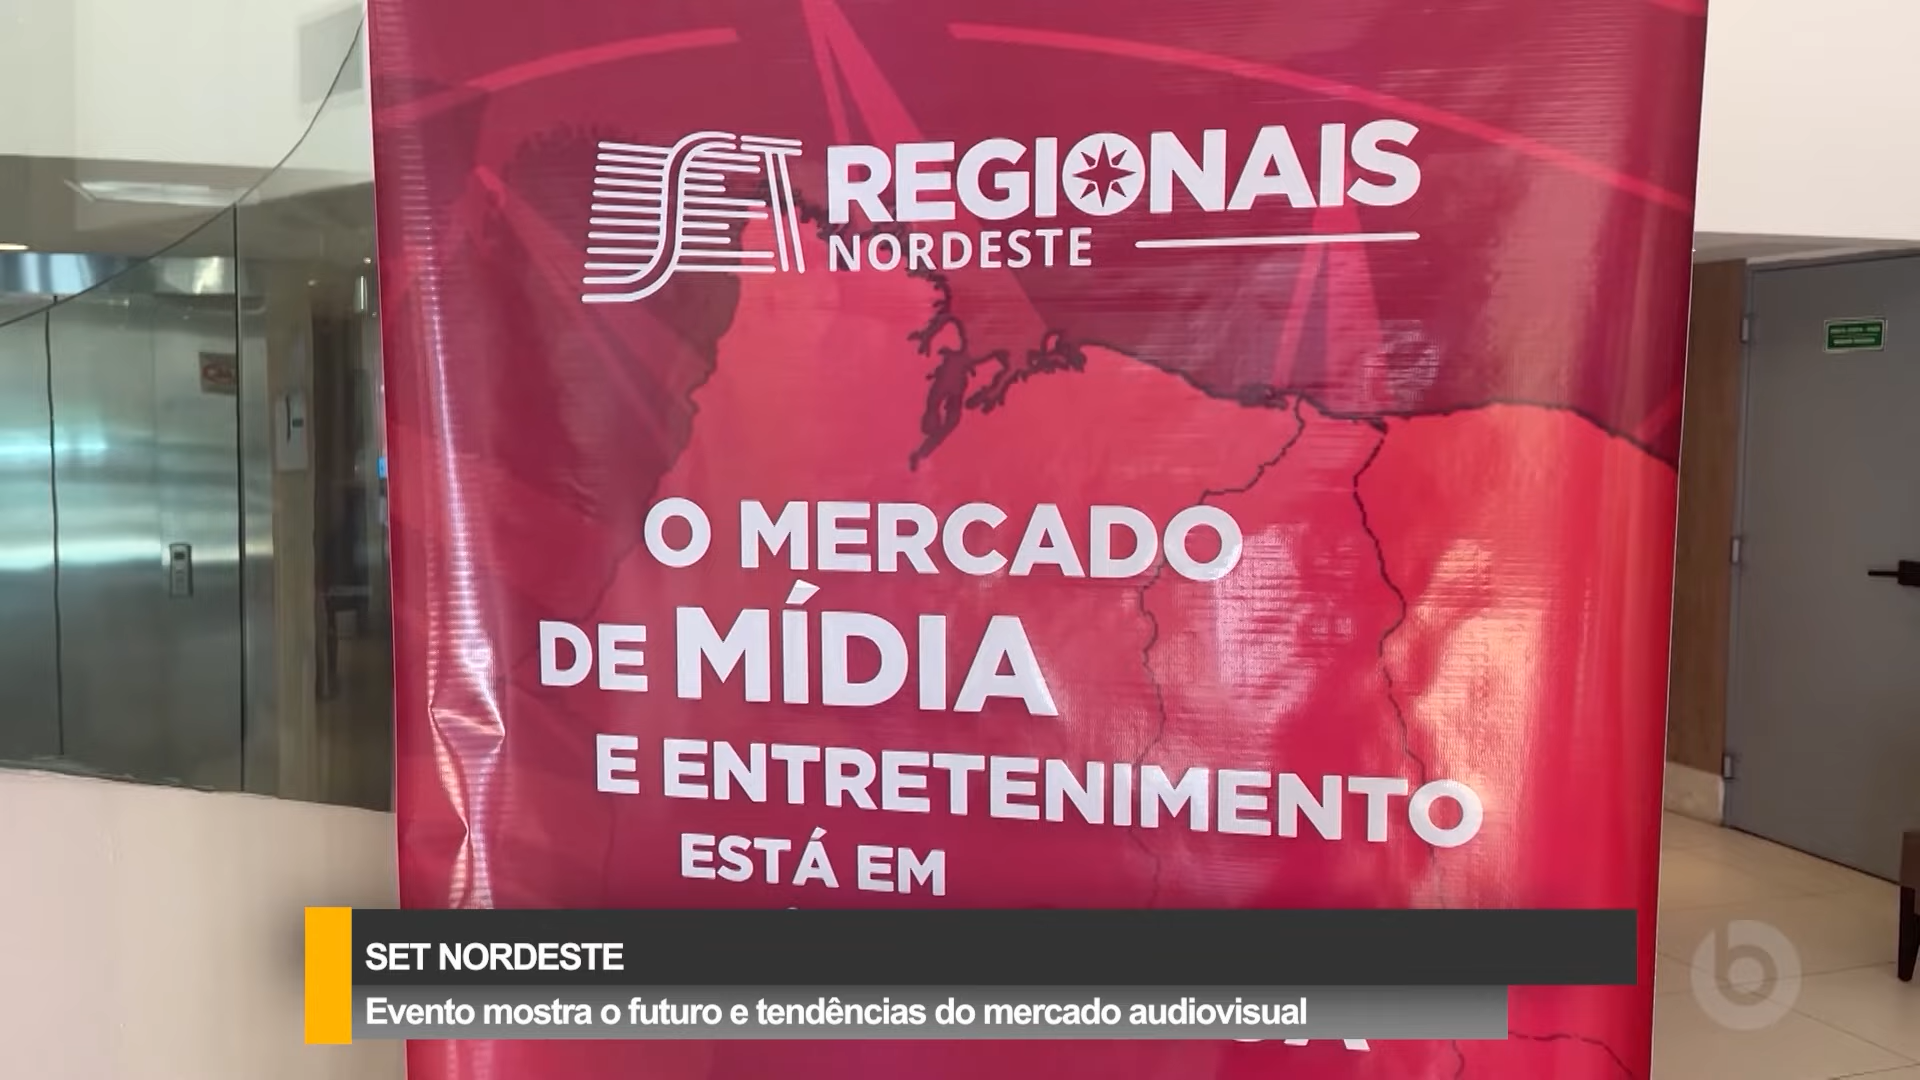 SET REGIONAIS
NORDESTE
O MERCADO
DE MÍDIA
E ENTRETENIMENTO
ESTÁ EM
SET NORDESTE
Evento mostra o futuro e tendências do mercado audiovisual
b